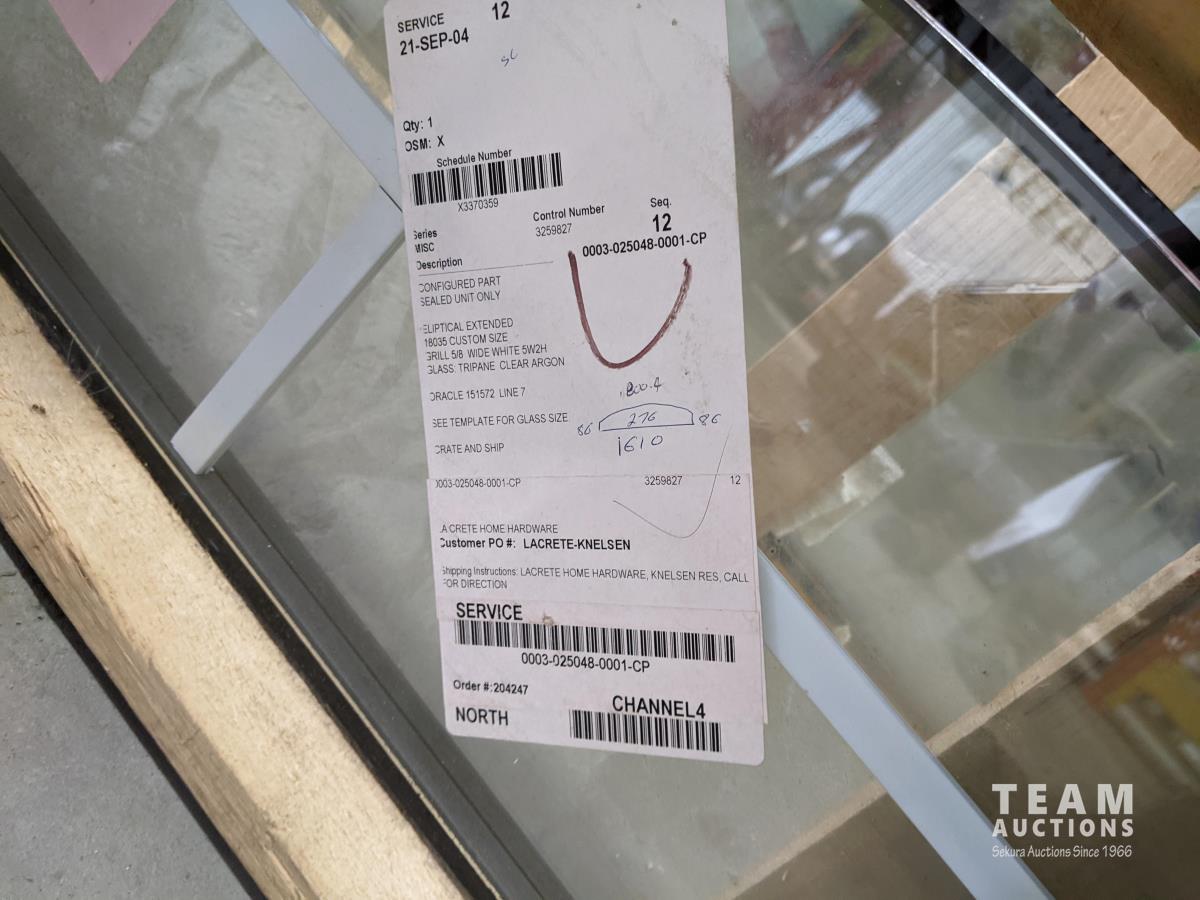 SERVICE 12
21-SEP-04
Qty: 1
OSM: X
Schedule Number
X3370359
Series
Control Number
Seq.
MISC
3259827
12
0003-025048-0001-CP
Description
CONFIGURED PART
SEALED UNIT ONLY
ELIPTICAL EXTENDED
18035 CUSTOM SIZE
GRILL 5/8 WIDE WHITE 5W2H
GLASS: TRIPANE CLEAR ARGON
ORACLE 151572 LINE 7
800.4
SEE TEMPLATE FOR GLASS SIZE
86 276 86
1610
CRATE AND SHIP
0003-025048-0001-CP 3259827 12
LACRETE HOME HARDWARE
Customer PO #: LACRETE-KNELSEN
Shipping Instructions: LACRETE HOME HARDWARE, KNELSEN RES, CALL
FOR DIRECTION
SERVICE
0003-025048-0001-CP
Order #:204247
NORTH
CHANNEL4
TEAM
AUCTIONS
Sekura Auctions Since 1966